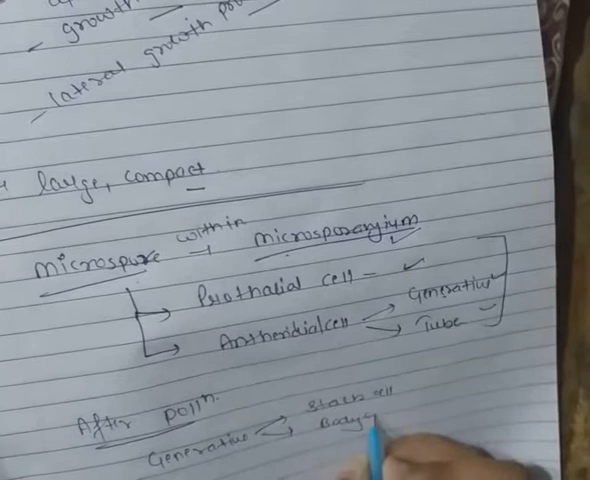 growth
lateral growth
large, compact
Microspore within → microsporangium
→ Prothalial cell - ✓
→ Antheridial cell
Generative
Tube
After polln.
Generative
Stalk cell
Body